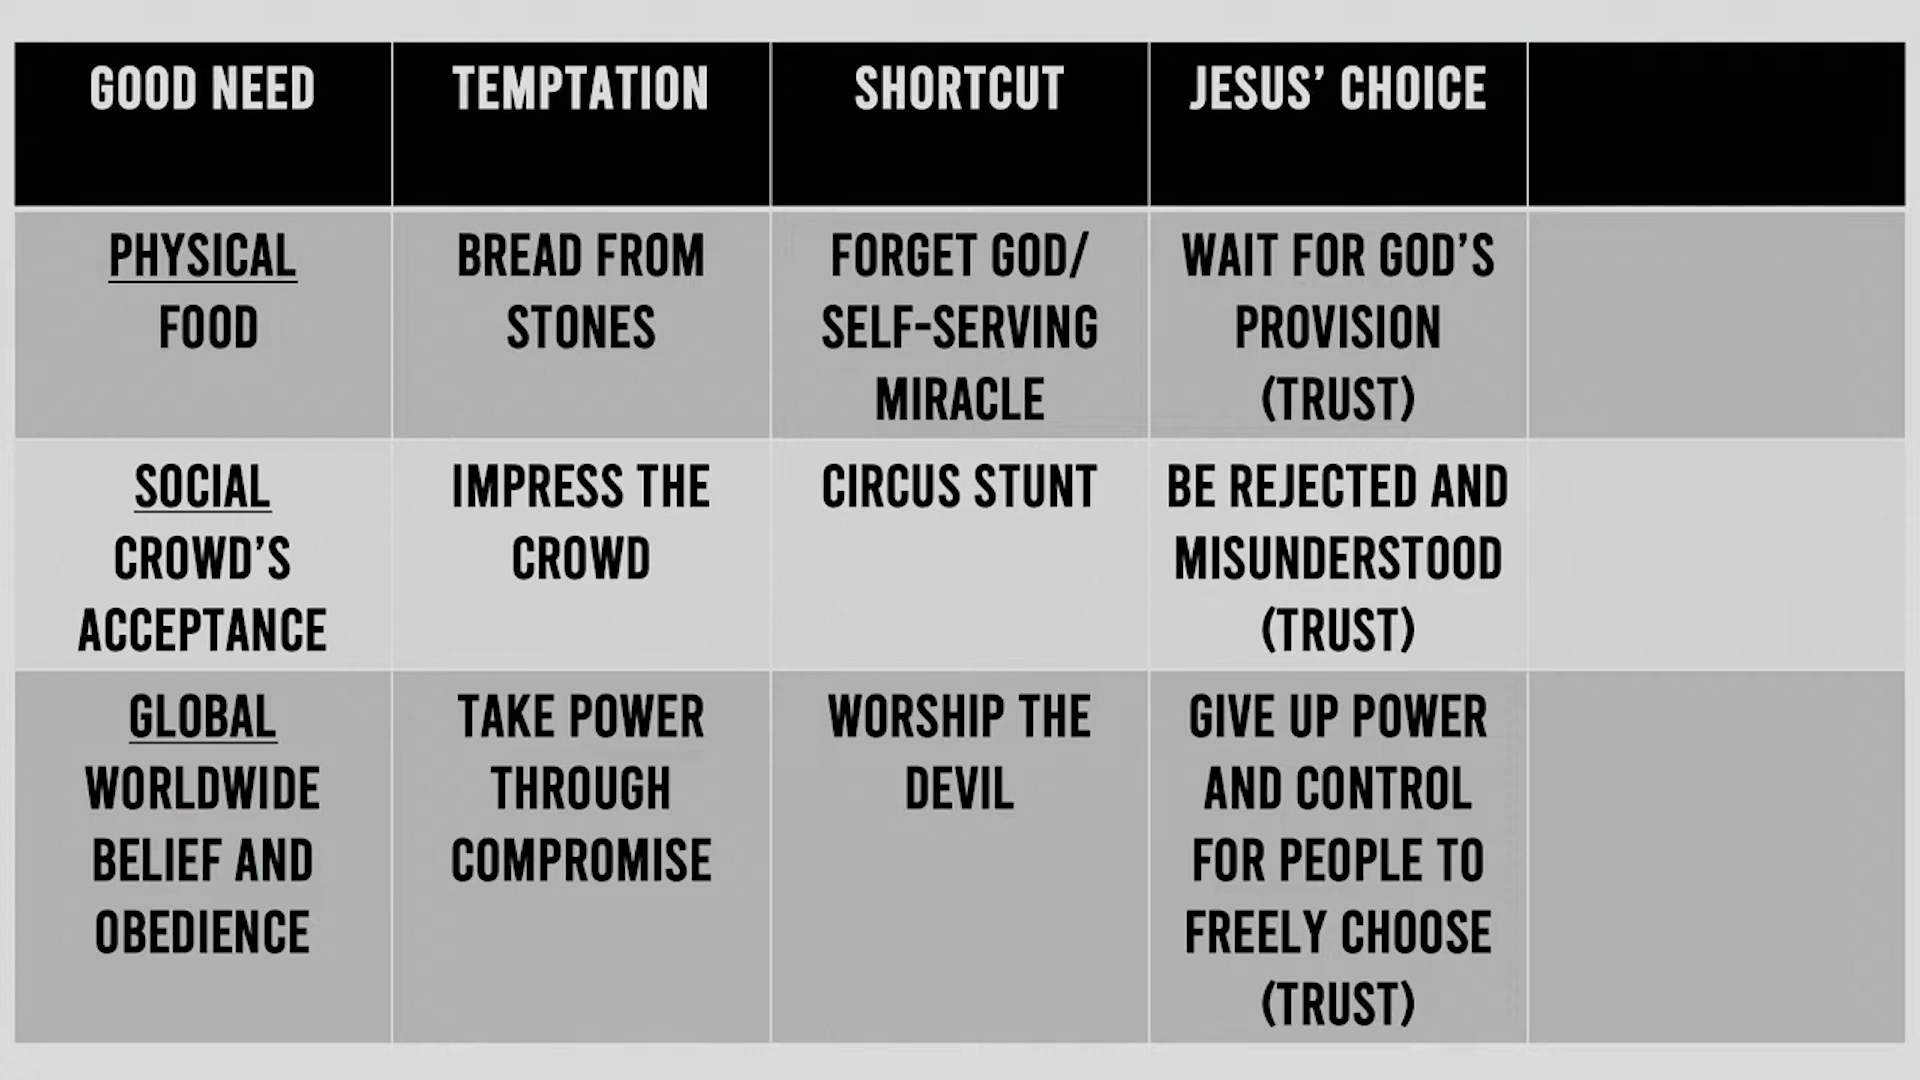 GOOD NEED
TEMPTATION
SHORTCUT
JESUS’ CHOICE
PHYSICAL
FOOD
BREAD FROM
STONES
FORGET GOD/
SELF-SERVING
MIRACLE
WAIT FOR GOD’S
PROVISION
(TRUST)
SOCIAL
CROWD’S
ACCEPTANCE
IMPRESS THE
CROWD
CIRCUS STUNT
BE REJECTED AND
MISUNDERSTOOD
(TRUST)
GLOBAL
WORLDWIDE
BELIEF AND
OBEDIENCE
TAKE POWER
THROUGH
COMPROMISE
WORSHIP THE
DEVIL
GIVE UP POWER
AND CONTROL
FOR PEOPLE TO
FREELY CHOOSE
(TRUST)